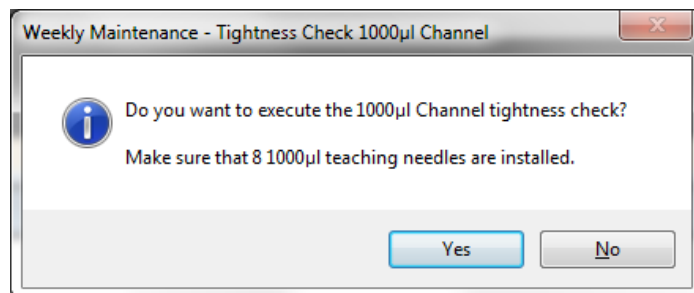 Weekly Maintenance - Tightness Check 1000µl Channel
Do you want to execute the 1000µl Channel tightness check?
Make sure that 8 1000µl teaching needles are installed.
Yes
No